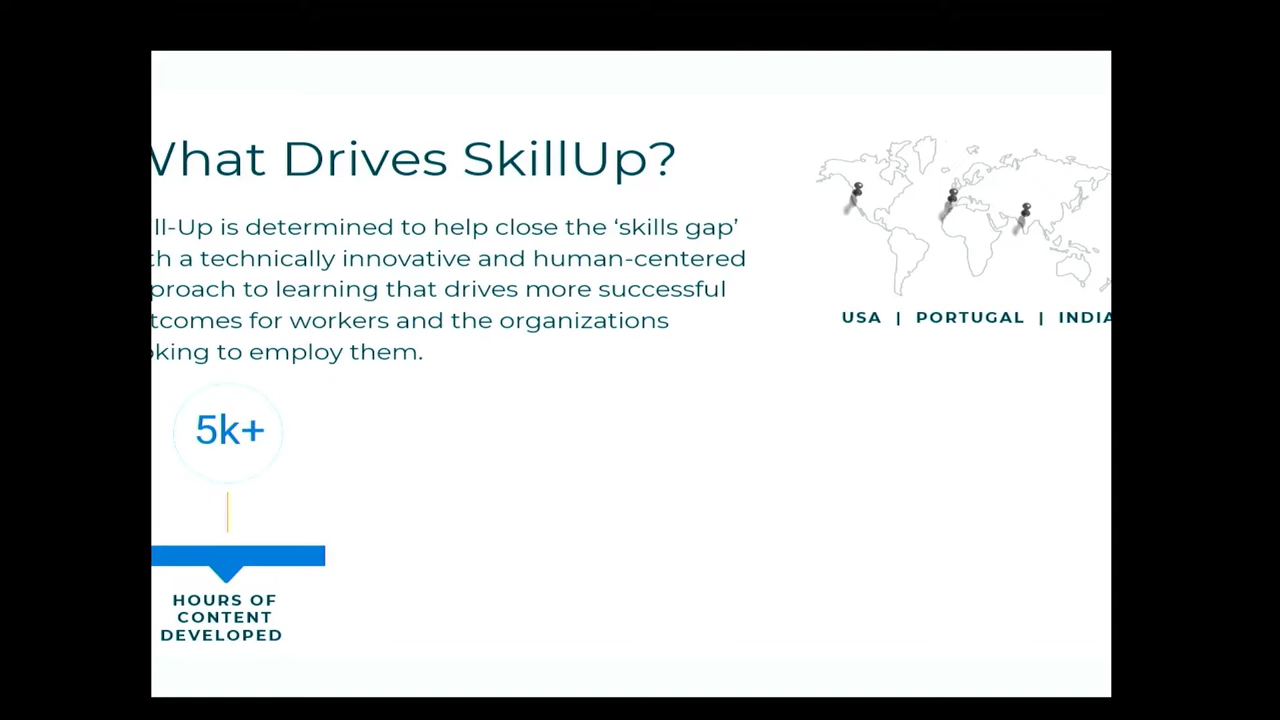 What Drives SkillUp?
ll-Up is determined to help close the ‘skills gap’
th a technically innovative and human-centered
proach to learning that drives more successful
tcomes for workers and the organizations
oking to employ them.
USA | PORTUGAL | INDIA
5k+
HOURS OF
CONTENT
DEVELOPED